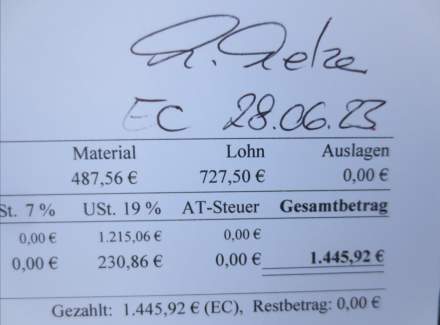 EC 28.06.23
Material Lohn Auslagen
487,56 € 727,50 € 0,00 €
St. 7 % USt. 19 % AT-Steuer Gesamtbetrag
0,00 € 1.215,06 € 0,00 €
0,00 € 230,86 € 0,00 € 1.445,92 €
Gezahlt: 1.445,92 € (EC), Restbetrag: 0,00 €